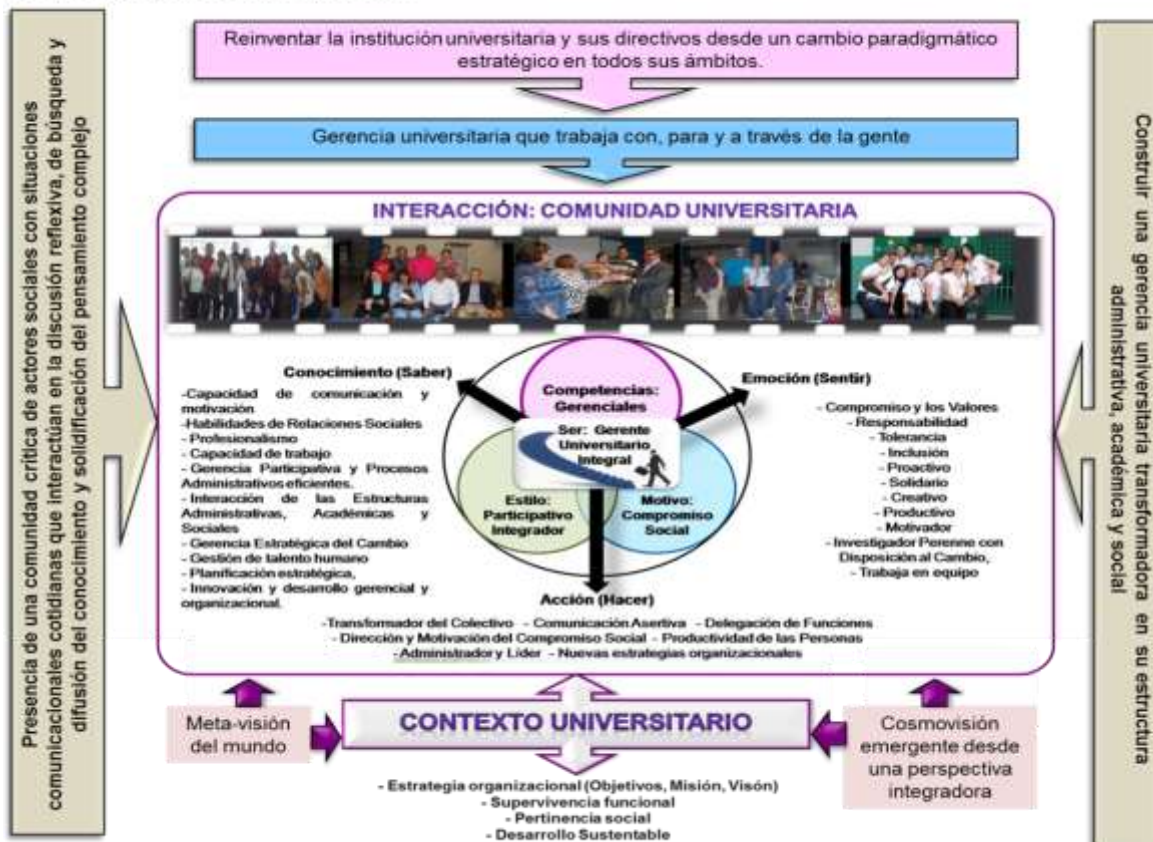 Presencia de una comunidad crítica de actores sociales con situaciones
comunicacionales cotidianas que interactúan en la discusión reflexiva, de búsqueda y
difusión del conocimiento y solidificación del pensamiento complejo
Reinventar la institución universitaria y sus directivos desde un cambio paradigmático
estratégico en todos sus ámbitos.
Gerencia universitaria que trabaja con, para y a través de la gente
INTERACCIÓN: COMUNIDAD UNIVERSITARIA
Conocimiento (Saber)
-Capacidad de comunicación y
motivación
-Habilidades de Relaciones Sociales
- Profesionalismo
- Capacidad de trabajo
- Gerencia Participativa y Procesos
Administrativos eficientes.
- Interacción de las Estructuras
Administrativas, Académicas y
Sociales
- Gerencia Estratégica del Cambio
- Gestión de talento humano
- Planificación estratégica,
- Innovación y desarrollo gerencial y
organizacional.
Competencias:
Gerenciales
Ser: Gerente
Universitario
Integral
Estilo:
Participativo
Integrador
Motivo:
Compromiso
Social
Emoción (Sentir)
- Compromiso y los Valores
- Responsabilidad
- Tolerancia
- Inclusión
- Proactivo
- Solidario
- Creativo
- Productivo
- Motivador
- Investigador Perenne con
Disposición al Cambio,
- Trabaja en equipo
Acción (Hacer)
-Transformador del Colectivo - Comunicación Asertiva - Delegación de Funciones
- Dirección y Motivación del Compromiso Social - Productividad de las Personas
- Administrador y Líder - Nuevas estrategias organizacionales
Meta-visión
del mundo
CONTEXTO UNIVERSITARIO
Cosmovisión
emergente desde
una perspectiva
integradora
- Estrategia organizacional (Objetivos, Misión, Visón)
- Supervivencia funcional
- Pertinencia social
- Desarrollo Sustentable
Construir una gerencia universitaria transformadora en su estructura
administrativa, académica y social